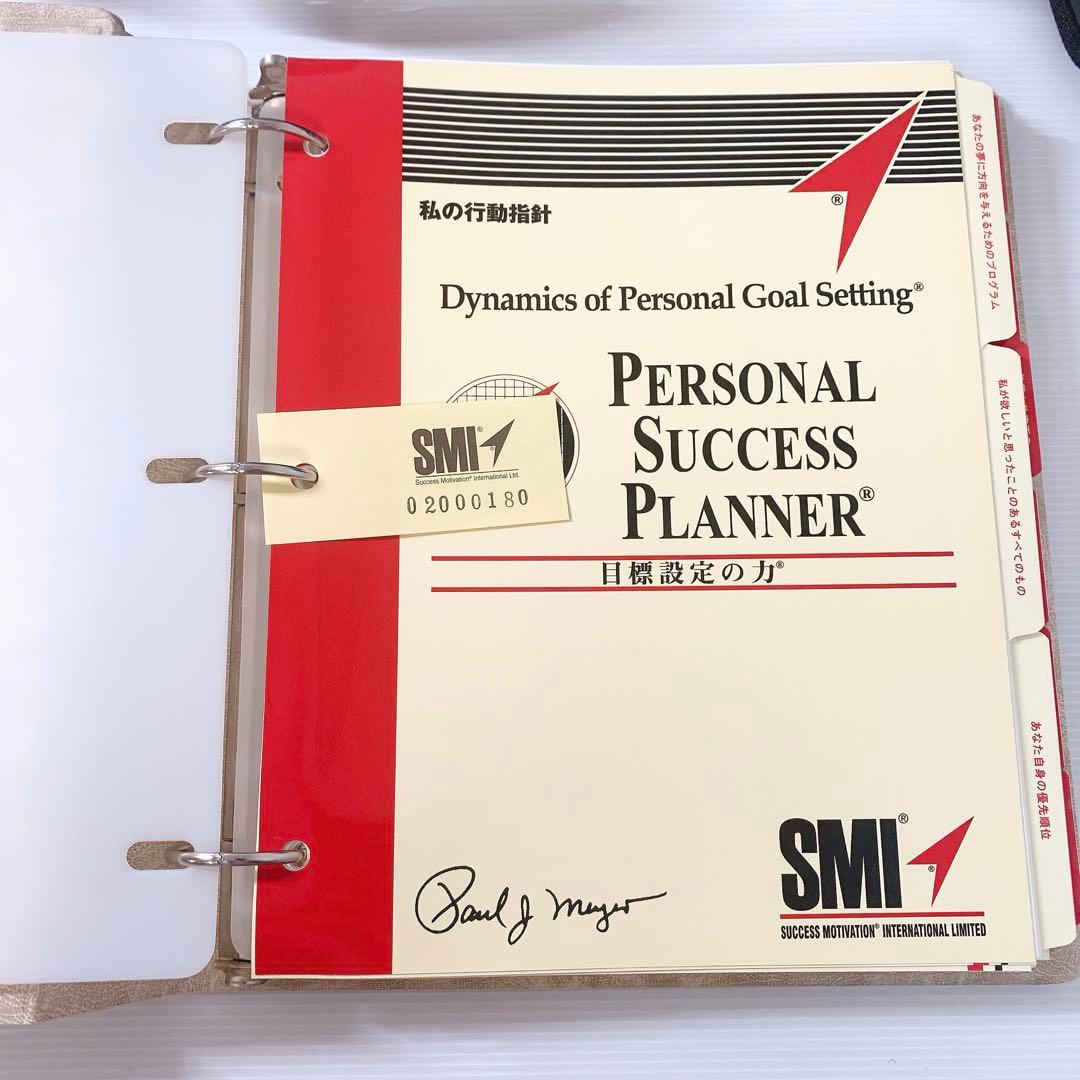 私の行動指針
Dynamics of Personal Goal Setting®
PERSONAL
SUCCESS
PLANNER®
目標設定の力®
SMI®
Success Motivation® International Ltd.
02000180
Paul J Meyer
SMI®
SUCCESS MOTIVATION® INTERNATIONAL LIMITED
あなたの夢に方向を与えるためのプログラム
私が欲しいと思ったことのあるすべてのもの
あなた自身の優先順位